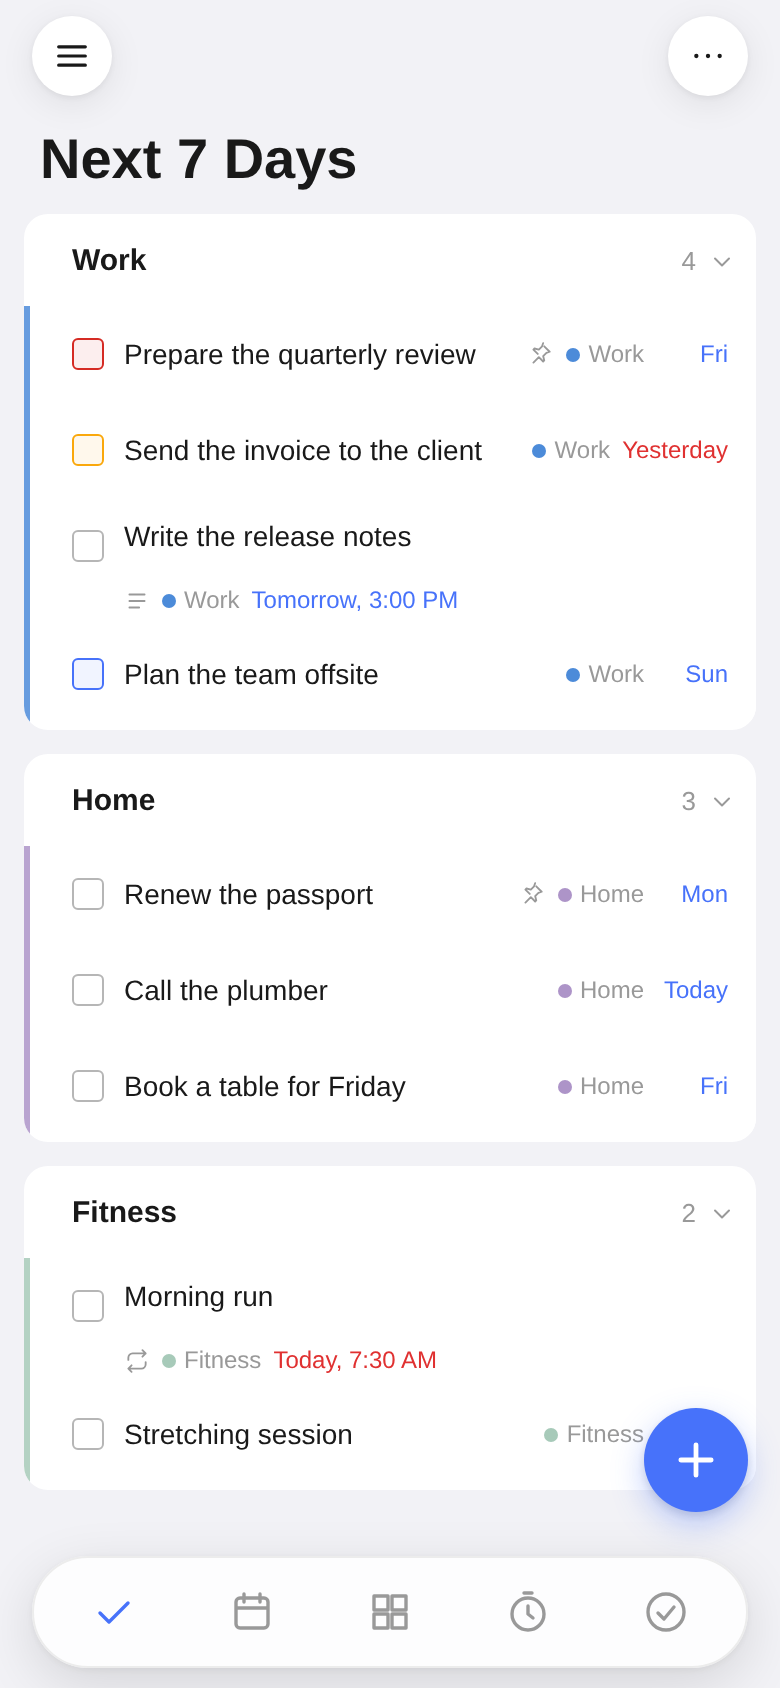 Next 7 Days
Work 4
Prepare the quarterly review Work Fri
Send the invoice to the client Work Yesterday
Write the release notes
Work Tomorrow, 3:00 PM
Plan the team offsite Work Sun
Home 3
Renew the passport Home Mon
Call the plumber Home Today
Book a table for Friday Home Fri
Fitness 2
Morning run
Fitness Today, 7:30 AM
Stretching session Fitness